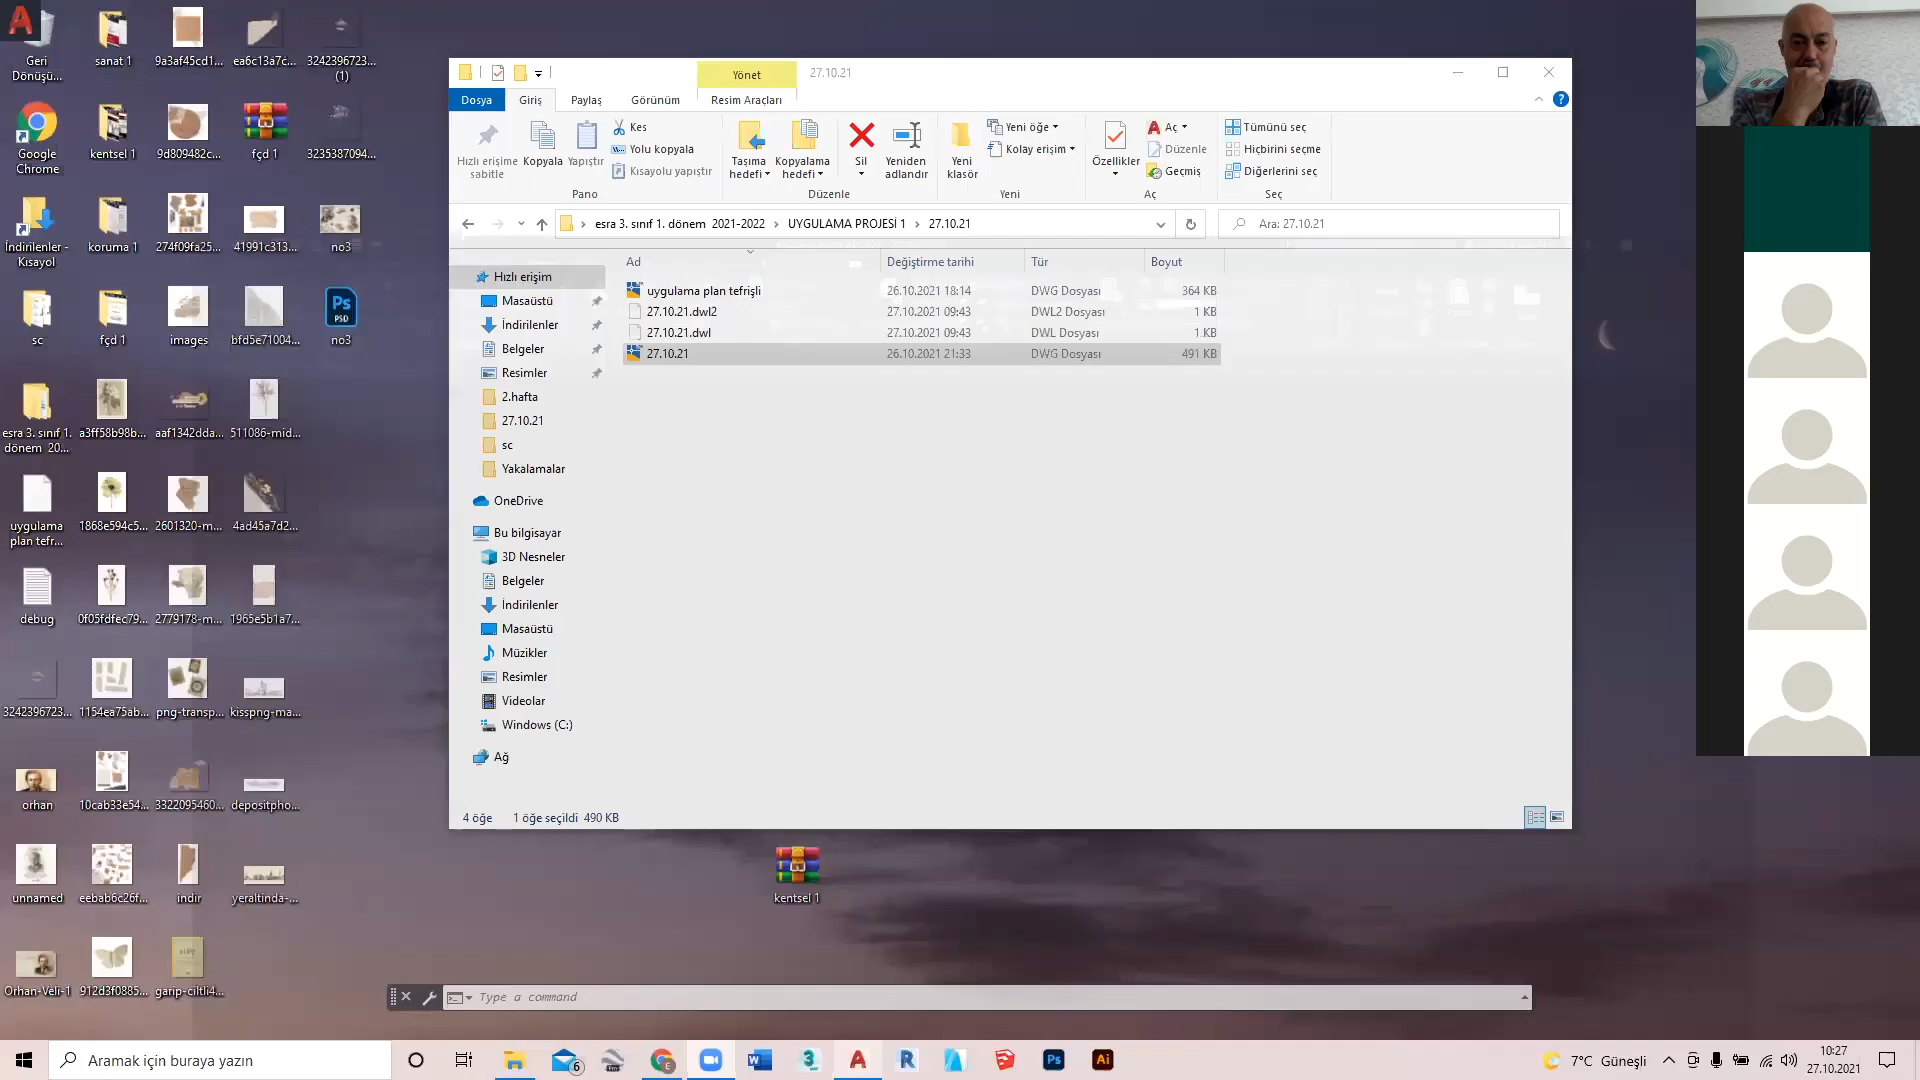 Geri
Dönüşü...
sanat 1
9a3af45cd1...
ea6c13a7c...
3242396723...
(1)
Google
Chrome
kentsel 1
9d809482c...
fçd 1
3235387094...
İndirilenler -
Kısayol
koruma 1
274f09fa25...
41991c313...
no3
sc
fçd 1
images
bfd5e71004...
no3
esra 3. sınıf 1.
dönem 20...
a3ff58b98b...
aaf1342dda...
511086-mid...
uygulama
plan tefr...
1868e594c5...
2601320-m...
4ad45a7d2...
debug
0f05fdfec79...
2779178-m...
1965e5b1a7...
3242396723...
1154ea75ab...
png-transp...
kisspng-ma...
orhan
10cab33e54...
3322095460...
depositpho...
unnamed
eebab6c26f...
indir
yeraltinda-...
Orhan-Veli-1
912d3f0885...
garip-ciltli4...
Yönet
27.10.21
Dosya
Giriş
Paylaş
Görünüm
Resim Araçları
Hızlı erişime
sabitle
Kopyala
Yapıştır
Kes
Yolu kopyala
Kısayolu yapıştır
Pano
Taşıma
hedefi
Kopyalama
hedefi
Sil
Yeniden
adlandır
Düzenle
Yeni
klasör
Yeni öğe
Kolay erişim
Yeni
Özellikler
Aç
Düzenle
Geçmiş
Aç
Tümünü seç
Hiçbirini seçme
Diğerlerini seç
Seç
esra 3. sınıf 1. dönem 2021-2022 > UYGULAMA PROJESİ 1 > 27.10.21
Ara: 27.10.21
Ad Değiştirme tarihi Tür Boyut
uygulama plan tefrişli 26.10.2021 18:14 DWG Dosyası 364 KB
27.10.21.dwl2 27.10.2021 09:43 DWL2 Dosyası 1 KB
27.10.21.dwl 27.10.2021 09:43 DWL Dosyası 1 KB
27.10.21 26.10.2021 21:33 DWG Dosyası 491 KB
Hızlı erişim
Masaüstü
İndirilenler
Belgeler
Resimler
2.hafta
27.10.21
sc
Yakalamalar
OneDrive
Bu bilgisayar
3D Nesneler
Belgeler
İndirilenler
Masaüstü
Müzikler
Resimler
Videolar
Windows (C:)
Ağ
4 öğe 1 öğe seçildi 490 KB
kentsel 1
Type a command
Aramak için buraya yazın
6
7°C Güneşli
10:27
27.10.2021